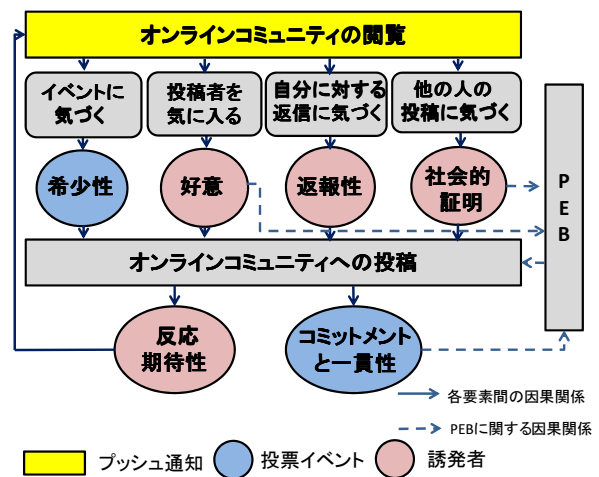 オンラインコミュニティの閲覧
イベントに
気づく
投稿者を
気に入る
自分に対する
返信に気づく
他の人の
投稿に気づく
希少性
好意
返報性
社会的
証明
PEB
オンラインコミュニティへの投稿
反応
期待性
コミットメント
と一貫性
各要素間の因果関係
PEBに関する因果関係
プッシュ通知
投票イベント
誘発者